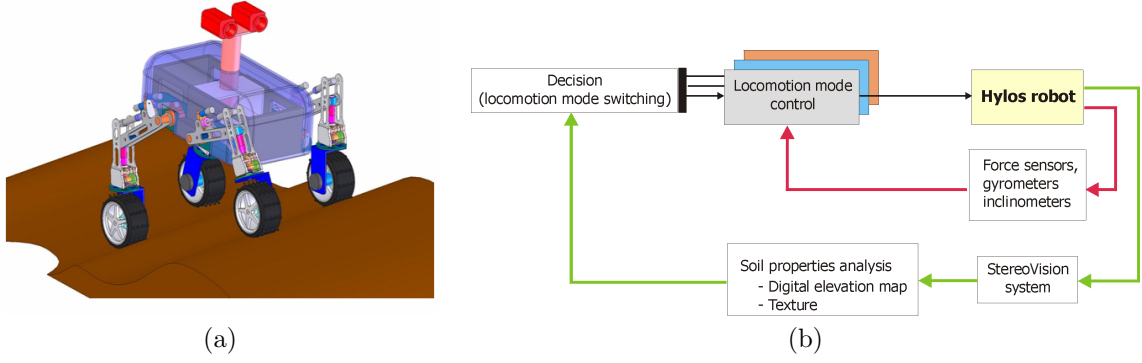 Decision
(locomotion mode switching)
Locomotion mode
control
Hylos robot
Force sensors,
gyrometers
inclinometers
Soil properties analysis
- Digital elevation map
- Texture
StereoVision
system
(a)
(b)